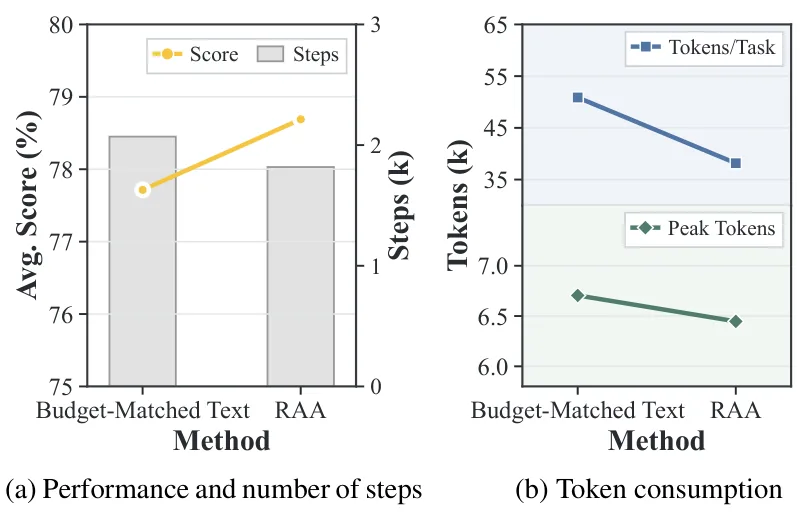 80
79
78
77
76
75
Avg. Score (%)
Score
Steps
3
2
1
0
Steps (k)
Budget-Matched Text
RAA
Method
(a) Performance and number of steps
65
55
45
35
7.0
6.5
6.0
Tokens (k)
Tokens/Task
Peak Tokens
Budget-Matched Text
RAA
Method
(b) Token consumption